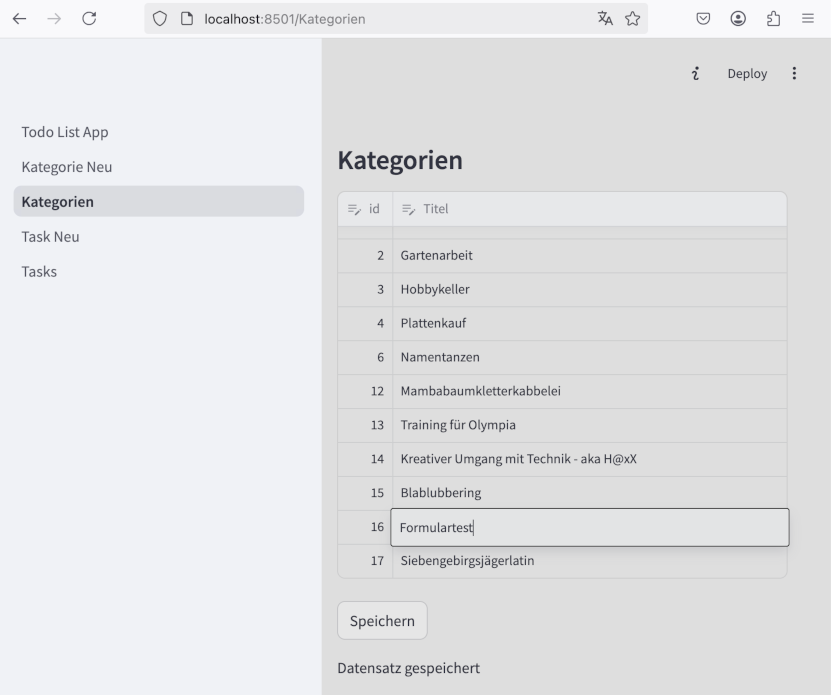 localhost:8501/Kategorien
Deploy
Todo List App
Kategorie Neu
Kategorien
Task Neu
Tasks
Kategorien
id Titel
2 Gartenarbeit
3 Hobbykeller
4 Plattenkauf
6 Namentanzen
12 Mambabaumkletterkabbelei
13 Training für Olympia
14 Kreativer Umgang mit Technik - aka H@xX
15 Blablubbering
16 Formulartest
17 Siebengebirgsjägerlatin
Speichern
Datensatz gespeichert